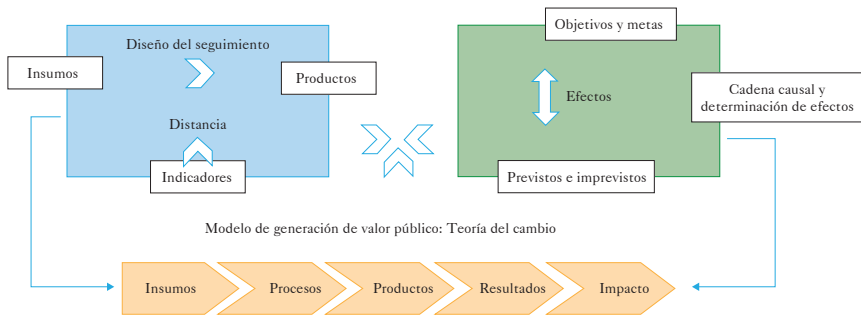 Diseño del seguimiento
Insumos
Productos
Distancia
Indicadores
Objetivos y metas
Efectos
Cadena causal y
determinación de efectos
Previstos e imprevistos
Modelo de generación de valor público: Teoría del cambio
Insumos
Procesos
Productos
Resultados
Impacto